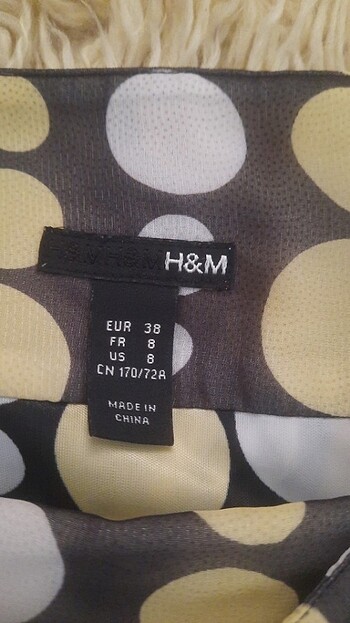 H&M
EUR 38
FR 8
US 8
CN 170/72A
MADE IN
CHINA